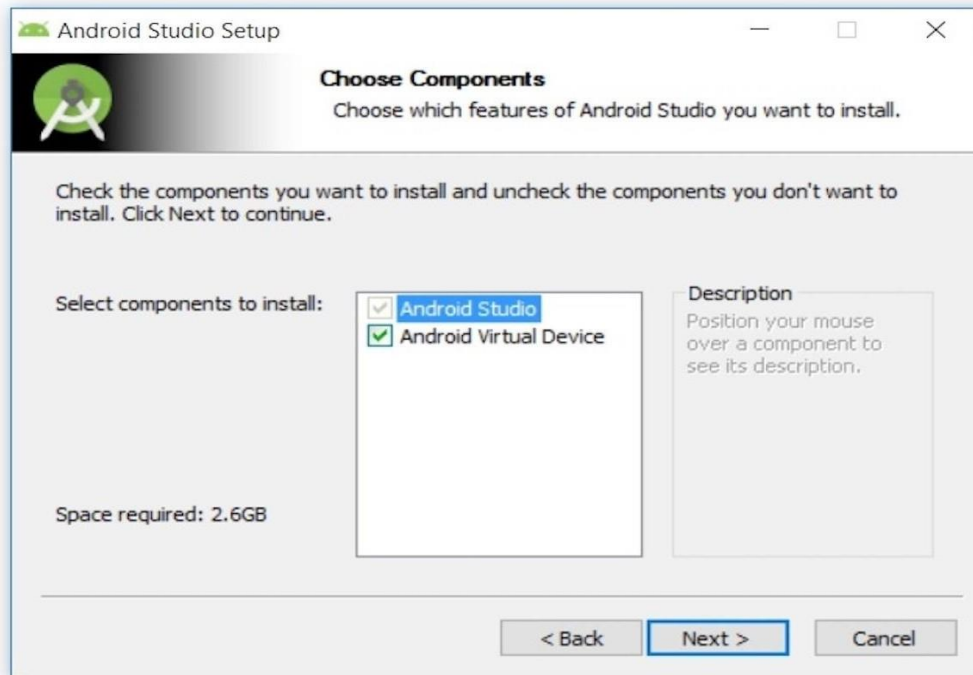 Android Studio Setup
Choose Components
Choose which features of Android Studio you want to install.
Check the components you want to install and uncheck the components you don't want to
install. Click Next to continue.
Select components to install:
Android Studio
Android Virtual Device
Description
Position your mouse
over a component to
see its description.
Space required: 2.6GB
< Back
Next >
Cancel